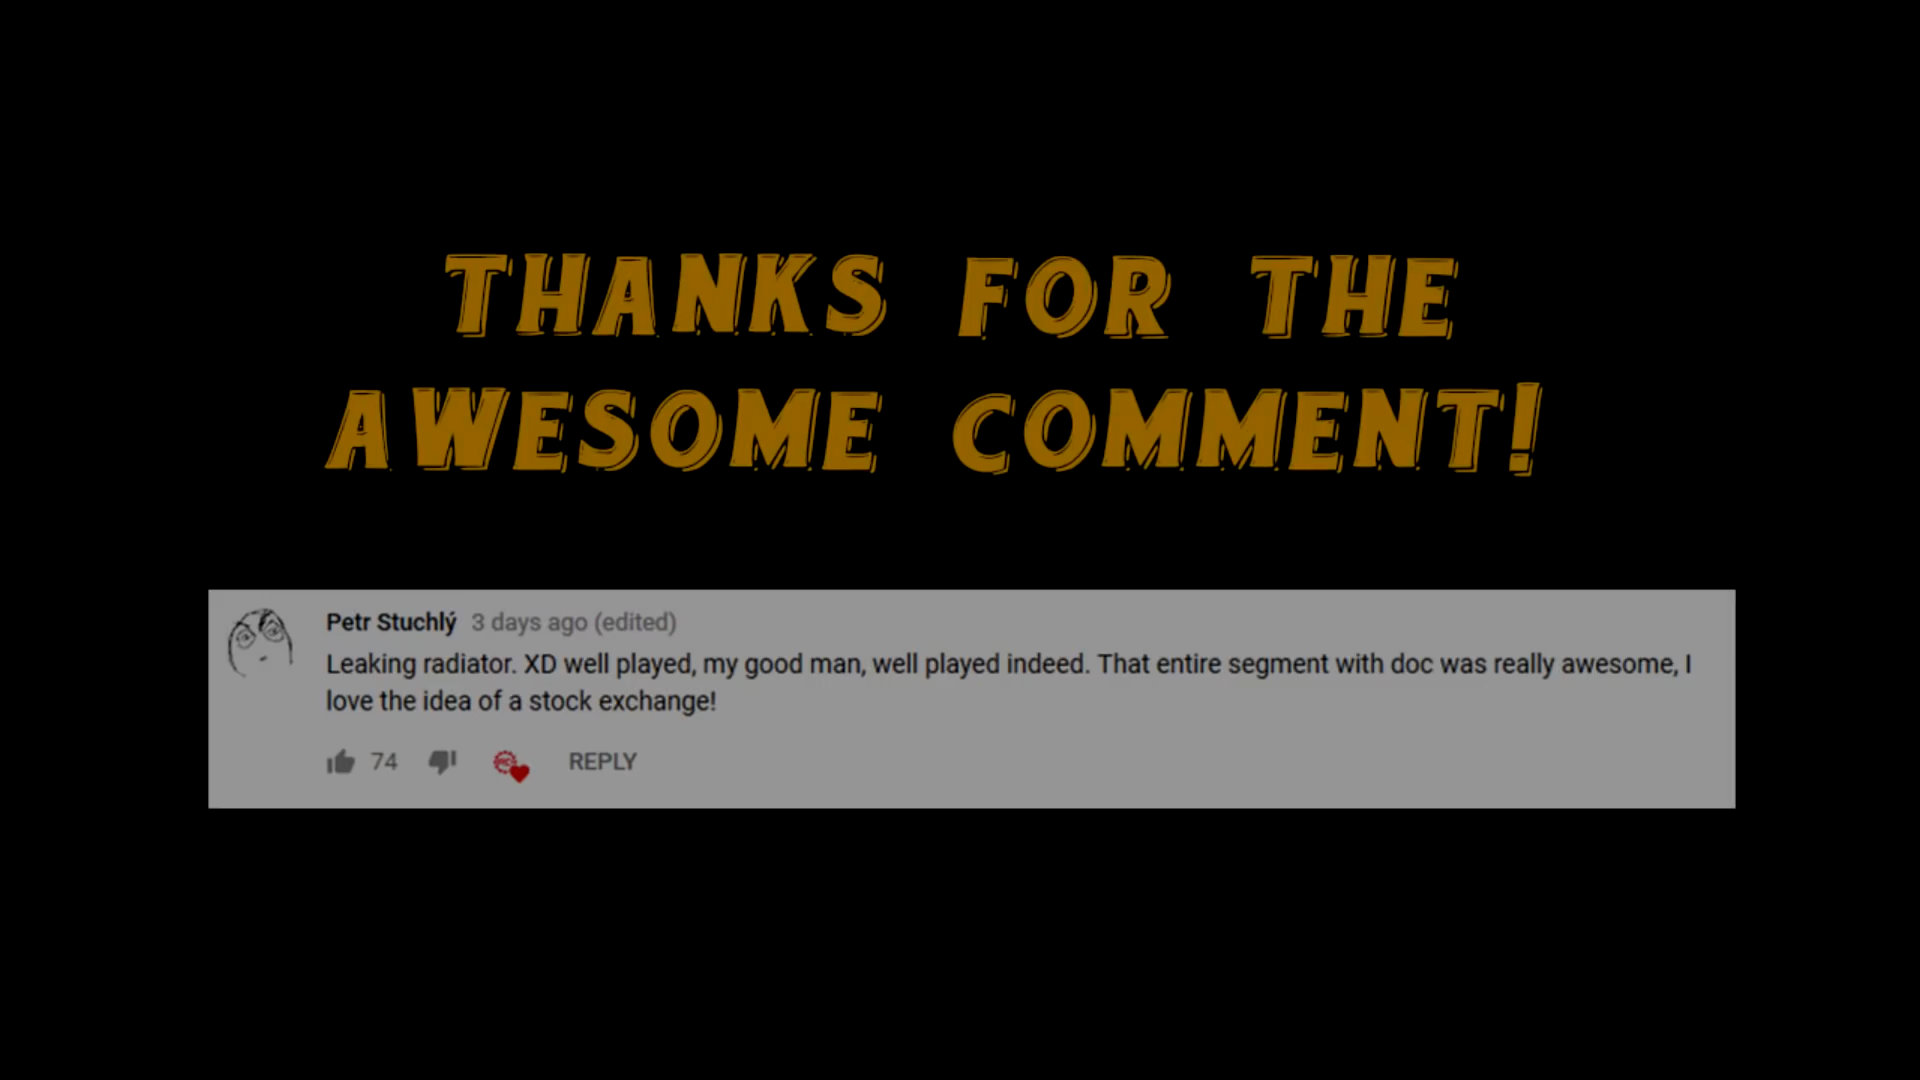 THANKS FOR THE
AWESOME COMMENT!
Petr Stuchlý 3 days ago (edited)
Leaking radiator. XD well played, my good man, well played indeed. That entire segment with doc was really awesome, I
love the idea of a stock exchange!
74 REPLY